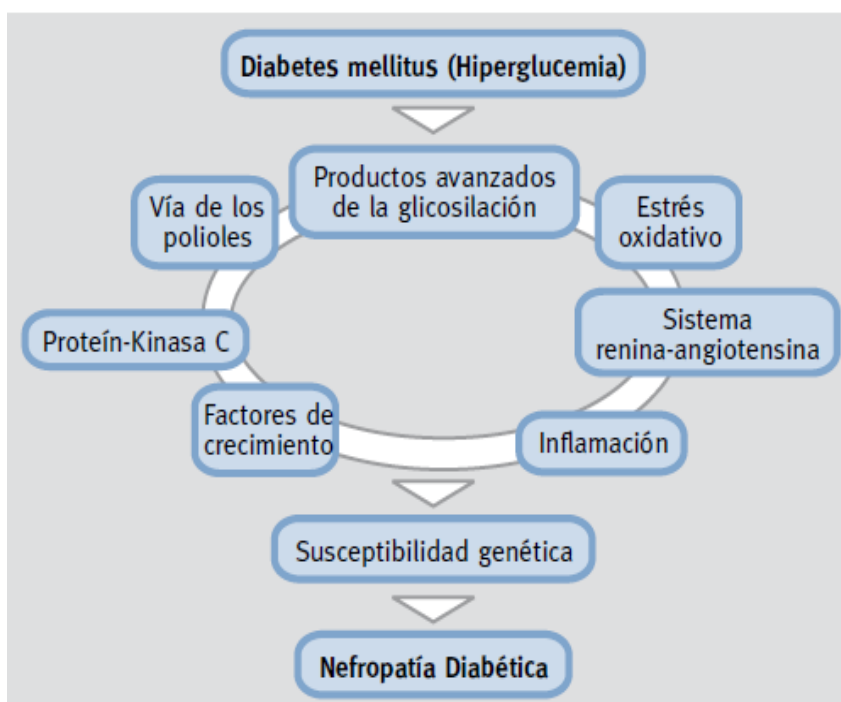 Diabetes mellitus (Hiperglucemia)
Productos avanzados
de la glicosilación
Vía de los
polioles
Estrés
oxidativo
Proteín-Kinasa C
Sistema
renina-angiotensina
Factores de
crecimiento
Inflamación
Susceptibilidad genética
Nefropatía Diabética